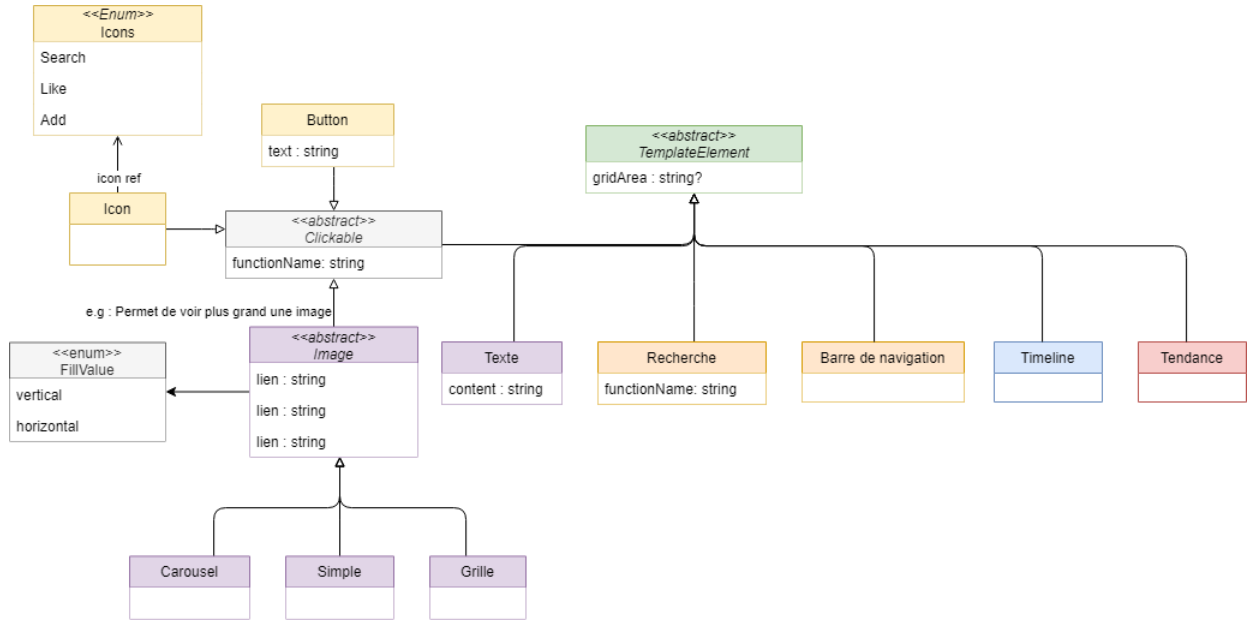 <<Enum>>
Icons
Search
Like
Add
icon ref
Icon
Button
text : string
<<abstract>>
Clickable
functionName: string
e.g : Permet de voir plus grand une image
<<abstract>>
TemplateElement
gridArea : string?
<<enum>>
FillValue
vertical
horizontal
<<abstract>>
Image
lien : string
lien : string
lien : string
Texte
content : string
Recherche
functionName: string
Barre de navigation
Timeline
Tendance
Carousel
Simple
Grille